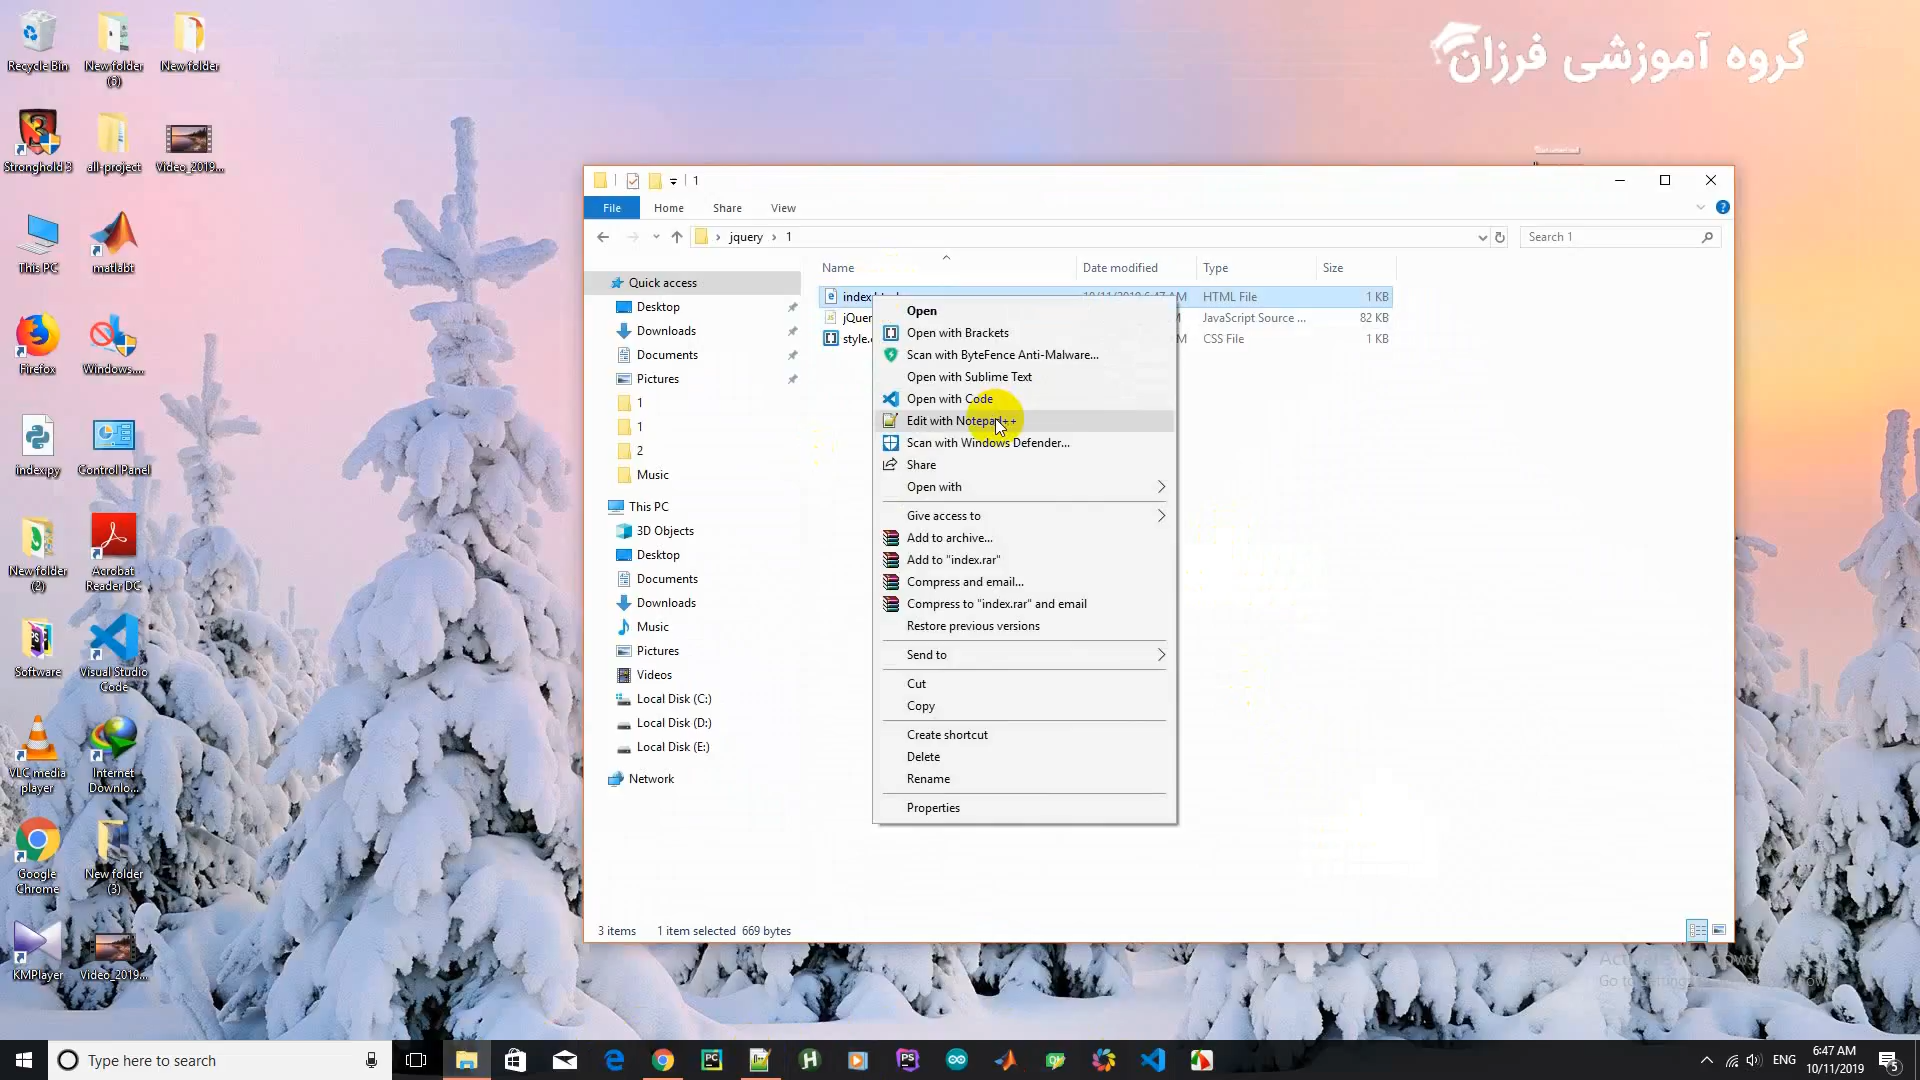 Recycle Bin
New folder (6)
New folder
Stronghold 3
all-project
Video_2019...
This PC
matlabt
Firefox
Windows....
index.py
Control Panel
New folder (2)
Acrobat Reader DC
Software
Visual Studio Code
VLC media player
Internet Downlo...
Google Chrome
New folder (3)
KMPlayer
Video_2019...
گروه آموزشی فرزان
1
File
Home
Share
View
jquery
1
Search 1
Name
Date modified
Type
Size
HTML File
1 KB
JavaScript Source ...
82 KB
CSS File
1 KB
Quick access
Desktop
Downloads
Documents
Pictures
1
1
2
Music
This PC
3D Objects
Desktop
Documents
Downloads
Music
Pictures
Videos
Local Disk (C:)
Local Disk (D:)
Local Disk (E:)
Network
Open
Open with Brackets
Scan with ByteFence Anti-Malware...
Open with Sublime Text
Open with Code
Edit with Notepad++
Scan with Windows Defender...
Share
Open with
Give access to
Add to archive...
Add to "index.rar"
Compress and email...
Compress to "index.rar" and email
Restore previous versions
Send to
Cut
Copy
Create shortcut
Delete
Rename
Properties
3 items
1 item selected 669 bytes
Type here to search
ENG
6:47 AM
10/11/2019
5